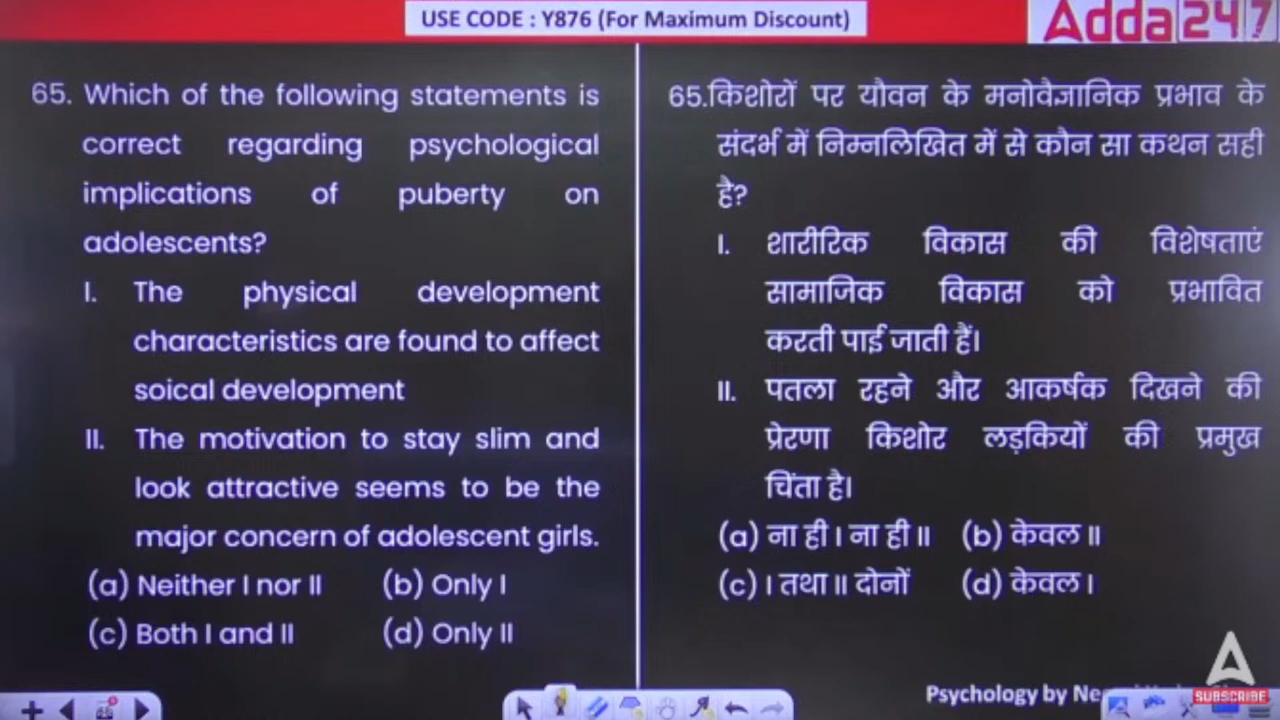 USE CODE : Y876 (For Maximum Discount)
Adda247
65. Which of the following statements is
correct regarding psychological
implications of puberty on
adolescents?
I. The physical development
characteristics are found to affect
soical development
II. The motivation to stay slim and
look attractive seems to be the
major concern of adolescent girls.
(a) Neither I nor II (b) Only I
(c) Both I and II (d) Only II
65.किशोरों पर यौवन के मनोवैज्ञानिक प्रभाव के
संदर्भ में निम्नलिखित में से कौन सा कथन सही
है?
I. शारीरिक विकास की विशेषताएं
सामाजिक विकास को प्रभावित
करती पाई जाती हैं।
II. पतला रहने और आकर्षक दिखने की
प्रेरणा किशोर लड़कियों की प्रमुख
चिंता है।
(a) ना ही I ना ही II (b) केवल II
(c) I तथा II दोनों (d) केवल I
Psychology by
SUBSCRIBE